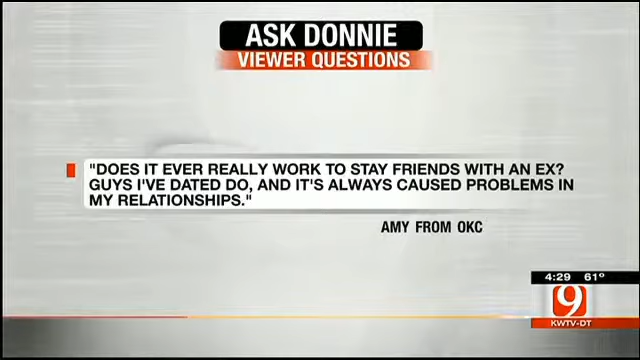 ASK DONNIE
VIEWER QUESTIONS
"DOES IT EVER REALLY WORK TO STAY FRIENDS WITH AN EX?
GUYS I'VE DATED DO, AND IT'S ALWAYS CAUSED PROBLEMS IN
MY RELATIONSHIPS."
AMY FROM OKC
4:29 61°
9
KWTV-DT